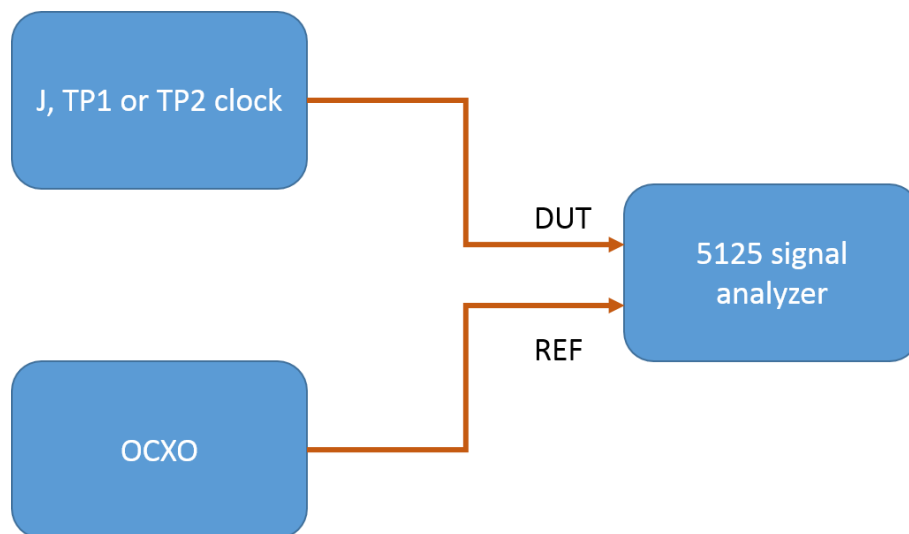 J, TP1 or TP2 clock
DUT
5125 signal
analyzer
REF
OCXO